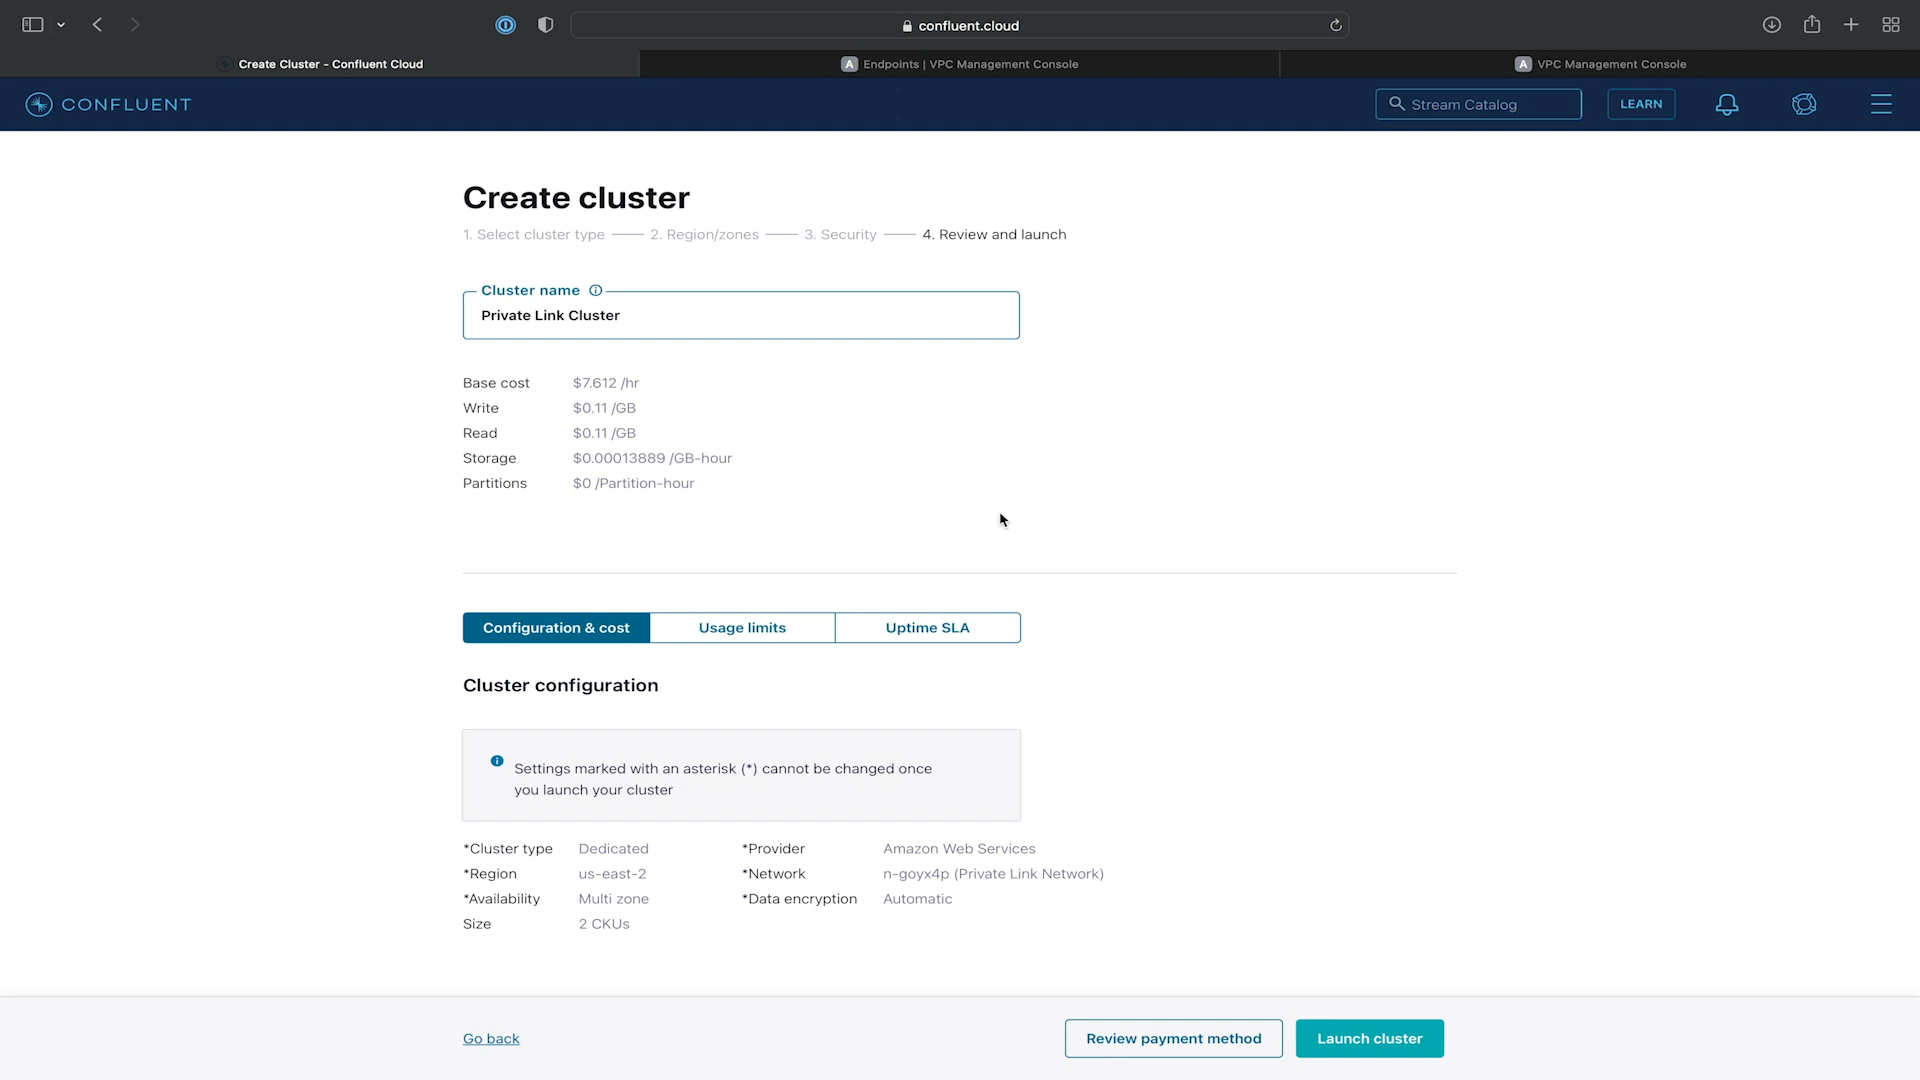 confluent.cloud
Create Cluster - Confluent Cloud
A Endpoints | VPC Management Console
A VPC Management Console
CONFLUENT
Stream Catalog
LEARN
Create cluster
1. Select cluster type 2. Region/zones 3. Security 4. Review and launch
Cluster name
Private Link Cluster
Base cost $7.612 /hr
Write $0.11 /GB
Read $0.11 /GB
Storage $0.00013889 /GB-hour
Partitions $0 /Partition-hour
Configuration & cost Usage limits Uptime SLA
Cluster configuration
Settings marked with an asterisk (*) cannot be changed once
you launch your cluster
*Cluster type Dedicated *Provider Amazon Web Services
*Region us-east-2 *Network n-goyx4p (Private Link Network)
*Availability Multi zone *Data encryption Automatic
Size 2 CKUs
Go back Review payment method Launch cluster